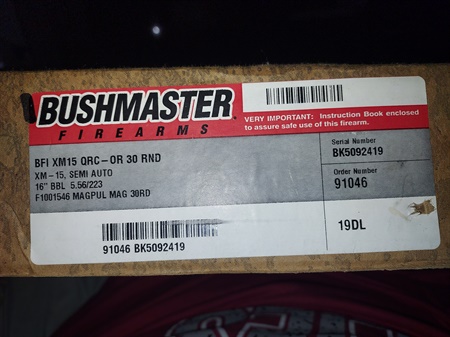 BUSHMASTER
FIREARMS
VERY IMPORTANT: Instruction Book enclosed
to assure safe use of this firearm.
BFI XM15 QRC-OR 30 RND
XM-15, SEMI AUTO
16" BBL 5.56/223
F1001546 MAGPUL MAG 30RD
Serial Number
BK5092419
Order Number
91046
19DL
91046 BK5092419